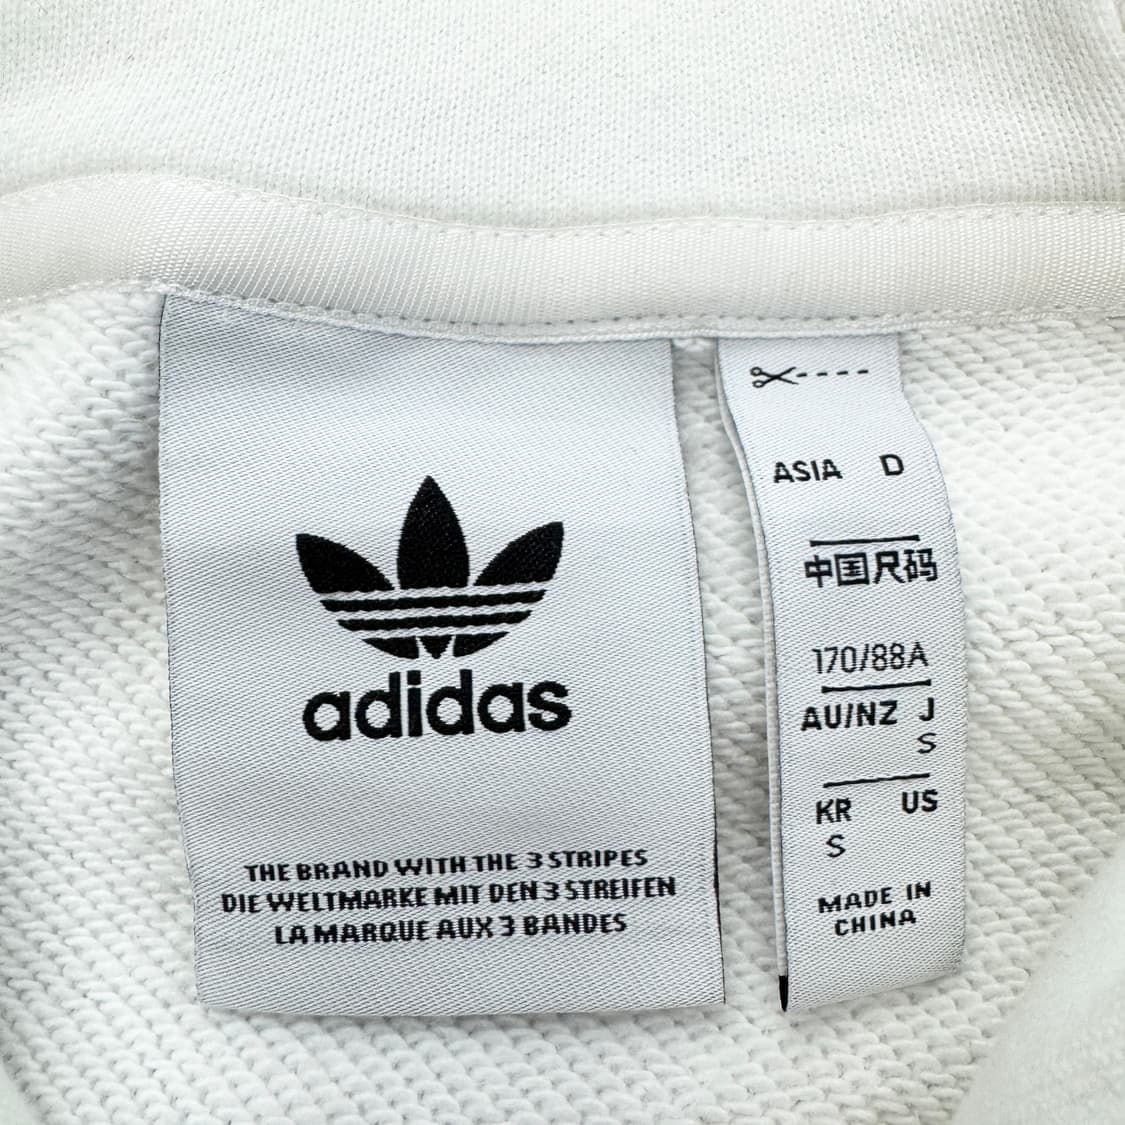 adidas
THE BRAND WITH THE 3 STRIPES
DIE WELTMARKE MIT DEN 3 STREIFEN
LA MARQUE AUX 3 BANDES
ASIA D
中国尺码
170/88A
AU/NZ J
S
KR US
S
MADE IN
CHINA